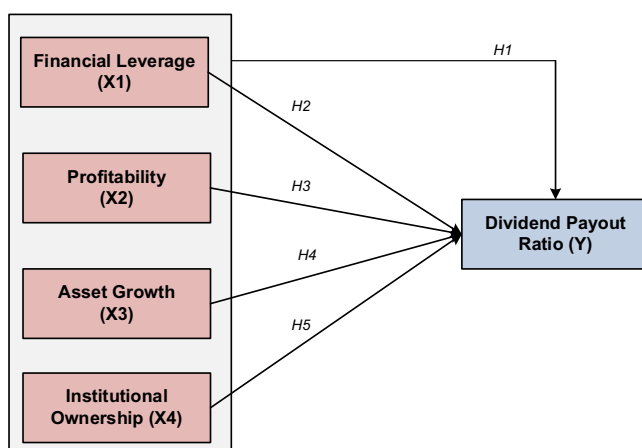 Financial Leverage
(X1)
H1
H2
Profitability
(X2)
H3
Dividend Payout
Ratio (Y)
H4
Asset Growth
(X3)
H5
Institutional
Ownership (X4)